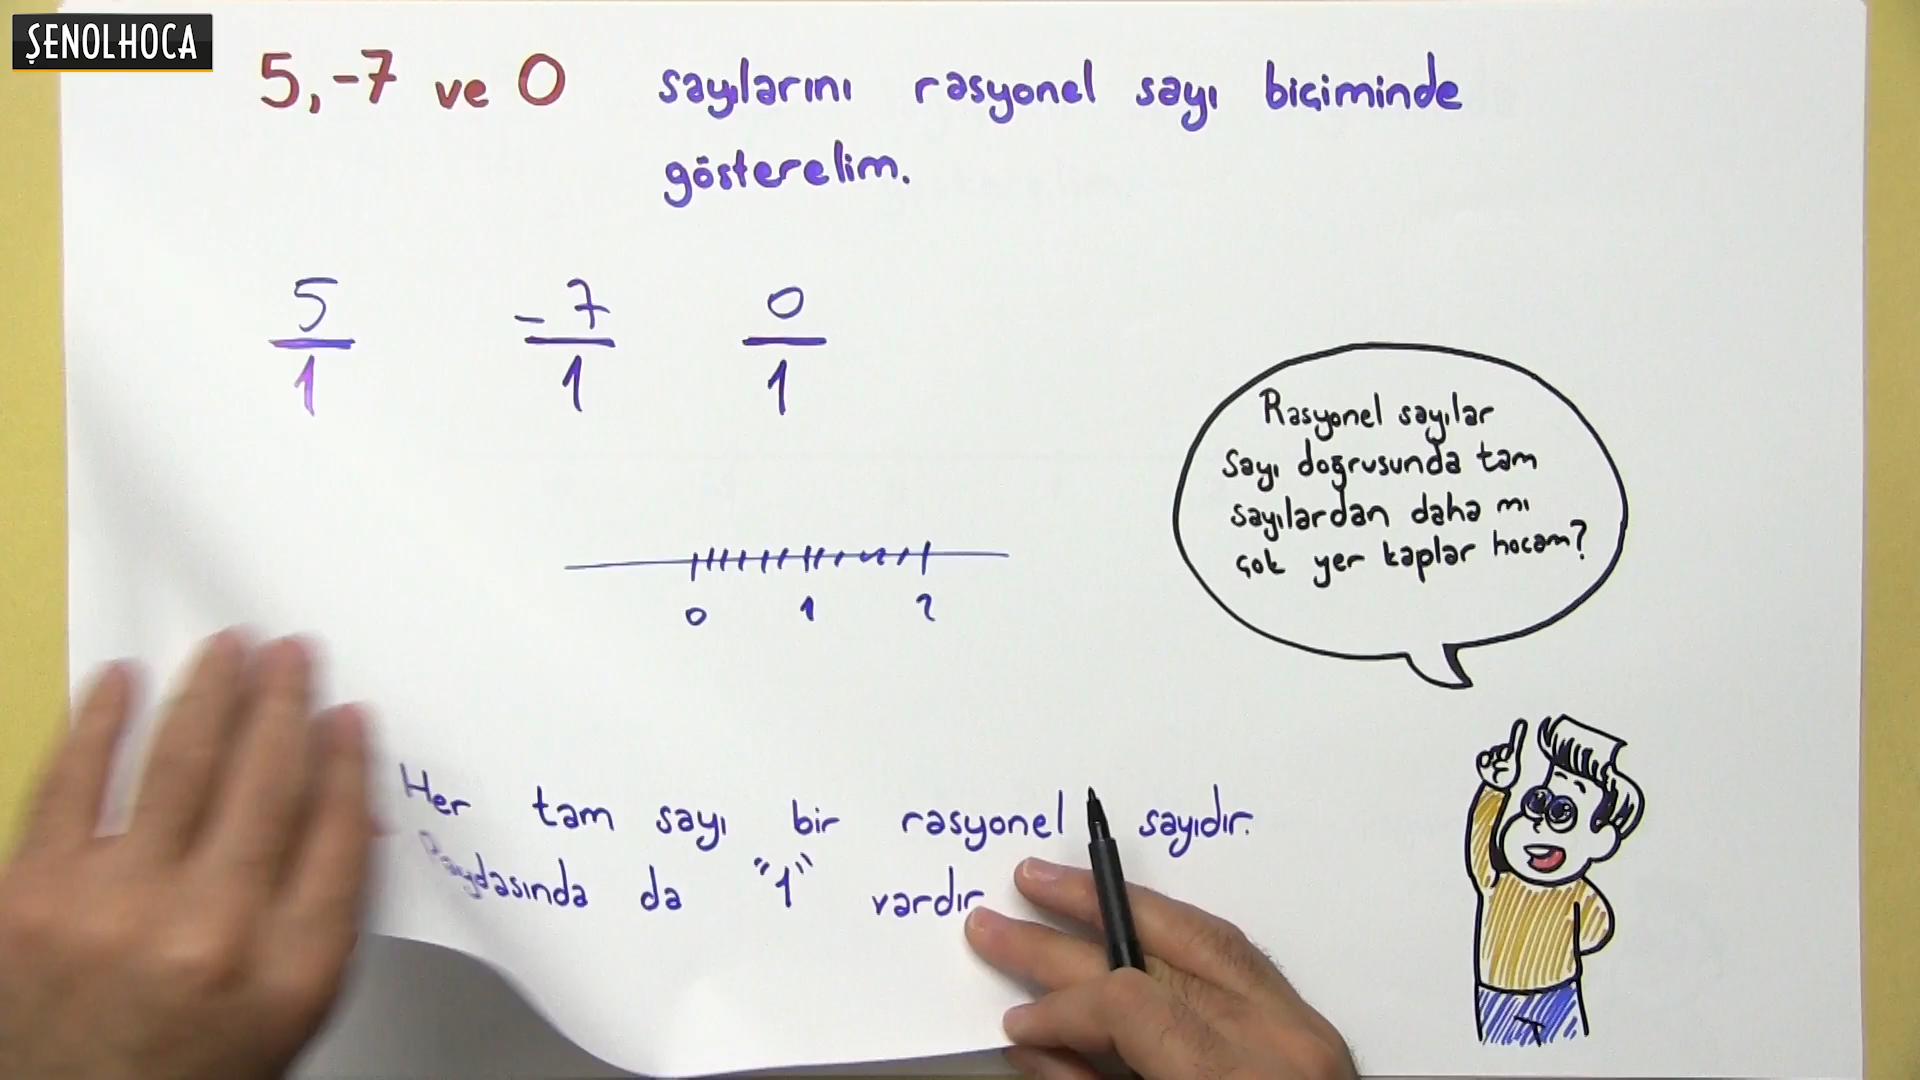 ŞENOLHOCA
5, -7 ve 0 sayılarını rasyonel sayı biçiminde
gösterelim.
5/1 -7/1 0/1
Rasyonel sayılar
sayı doğrusunda tam
sayılardan daha mı
çok yer kaplar hocam?
0 1 2
Her tam sayı bir rasyonel sayıdır.
Paydasında da "1" vardır